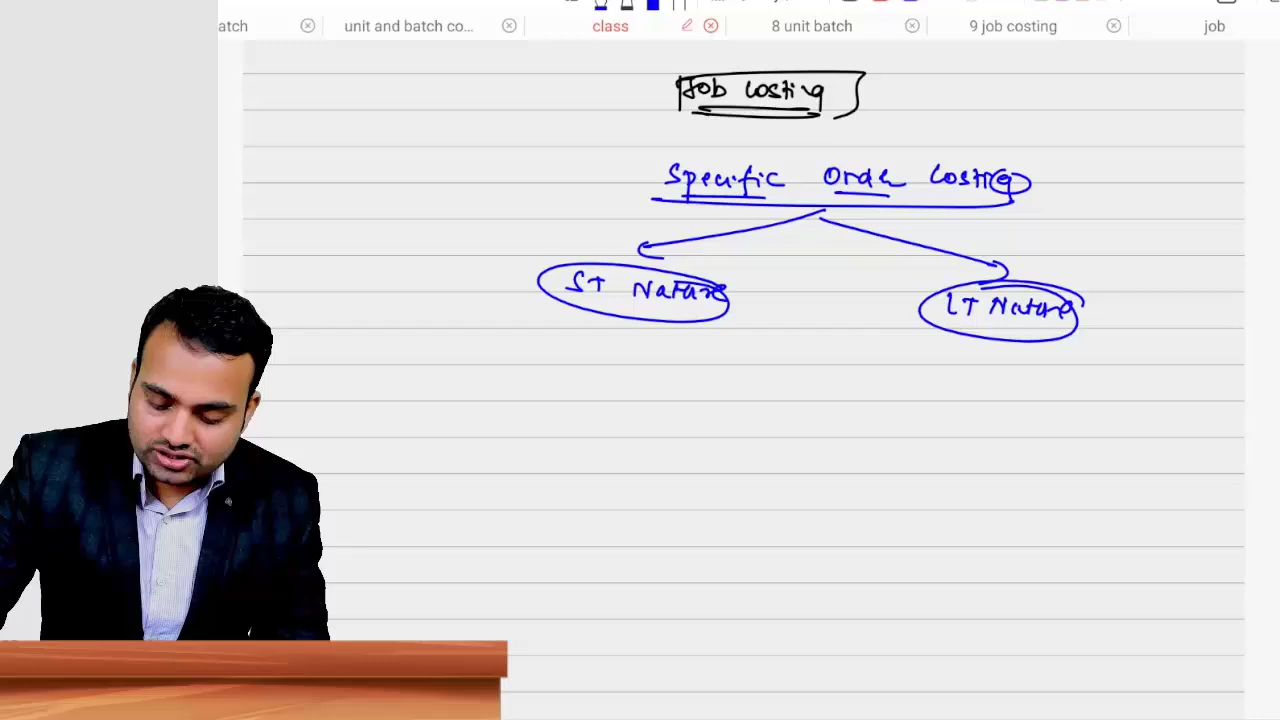 atch unit and batch co... class 8 unit batch 9 job costing job
Job Costing
Specific Order Costing
ST Nature LT Nature